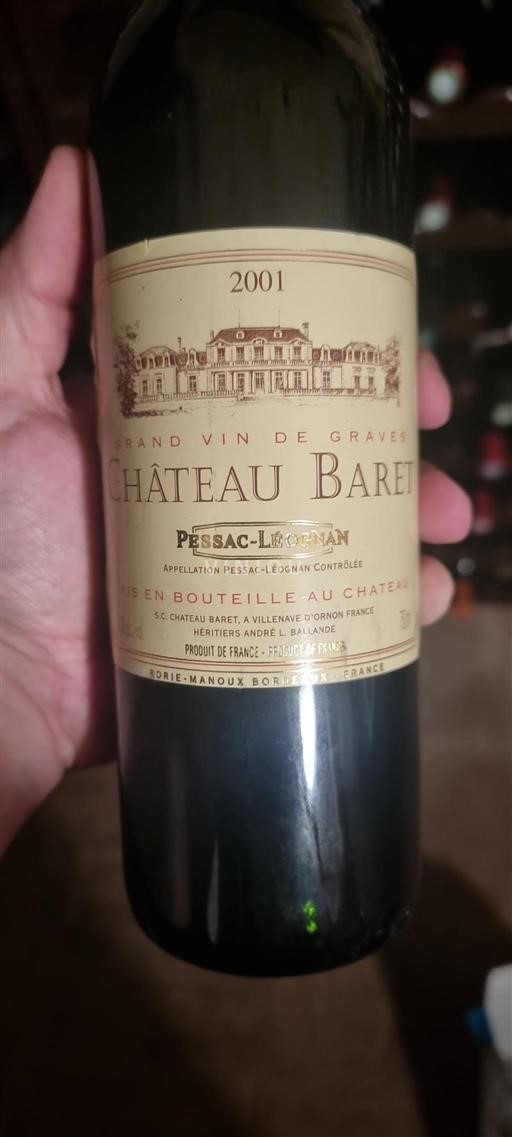 2001
GRAND VIN DE GRAVES
CHÂTEAU BARET
PESSAC-LÉOGNAN
APPELLATION PESSAC-LÉOGNAN CONTRÔLÉE
MIS EN BOUTEILLE AU CHATEAU
S.C. CHATEAU BARET, A VILLENAVE D'ORNON FRANCE
HÉRITIERS ANDRÉ L. BALLANDE
PRODUIT DE FRANCE - PRODUCT OF FRANCE
BORIE-MANOUX BORDEAUX - FRANCE